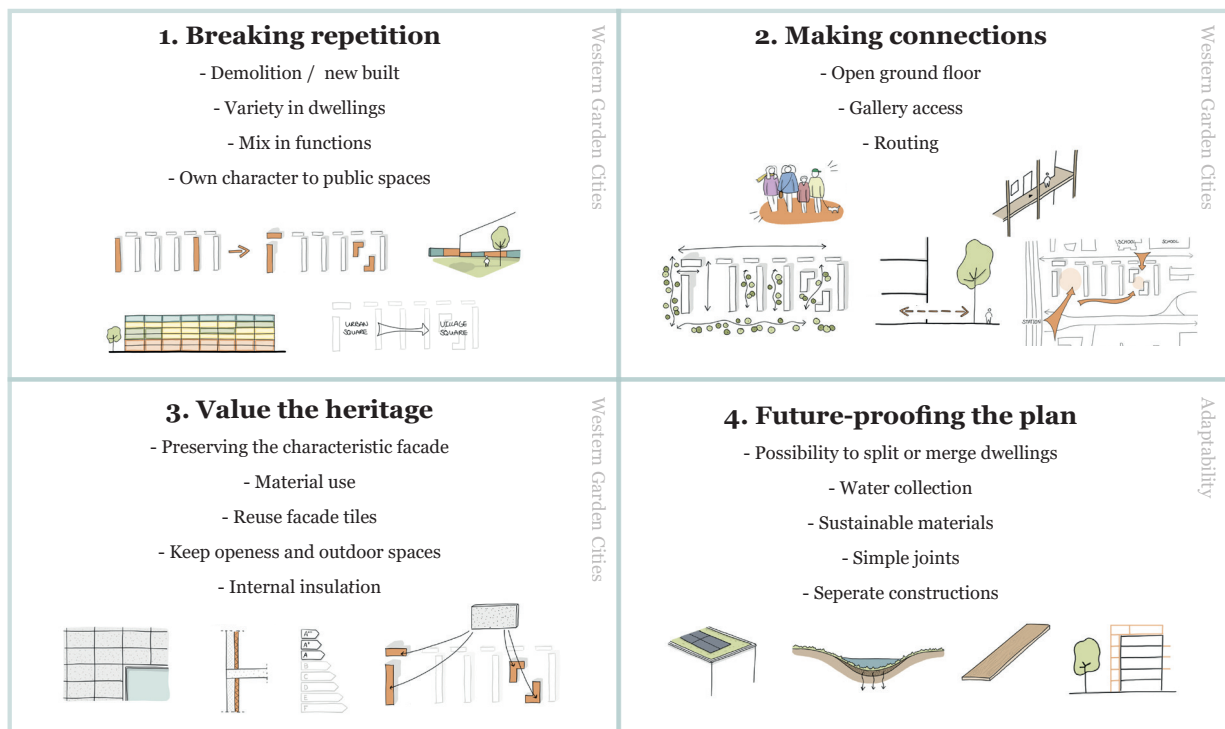 1. Breaking repetition
- Demolition / new built
- Variety in dwellings
- Mix in functions
- Own character to public spaces
URBAN
SQUARE
VILLAGE
SQUARE
Western Garden Cities
2. Making connections
- Open ground floor
- Gallery access
- Routing
SCHOOL
SCHOOL
STATION
Western Garden Cities
3. Value the heritage
- Preserving the characteristic facade
- Material use
- Reuse facade tiles
- Keep openess and outdoor spaces
- Internal insulation
A++
A+
A
B
C
D
E
F
Western Garden Cities
4. Future-proofing the plan
- Possibility to split or merge dwellings
- Water collection
- Sustainable materials
- Simple joints
- Seperate constructions
Adaptability